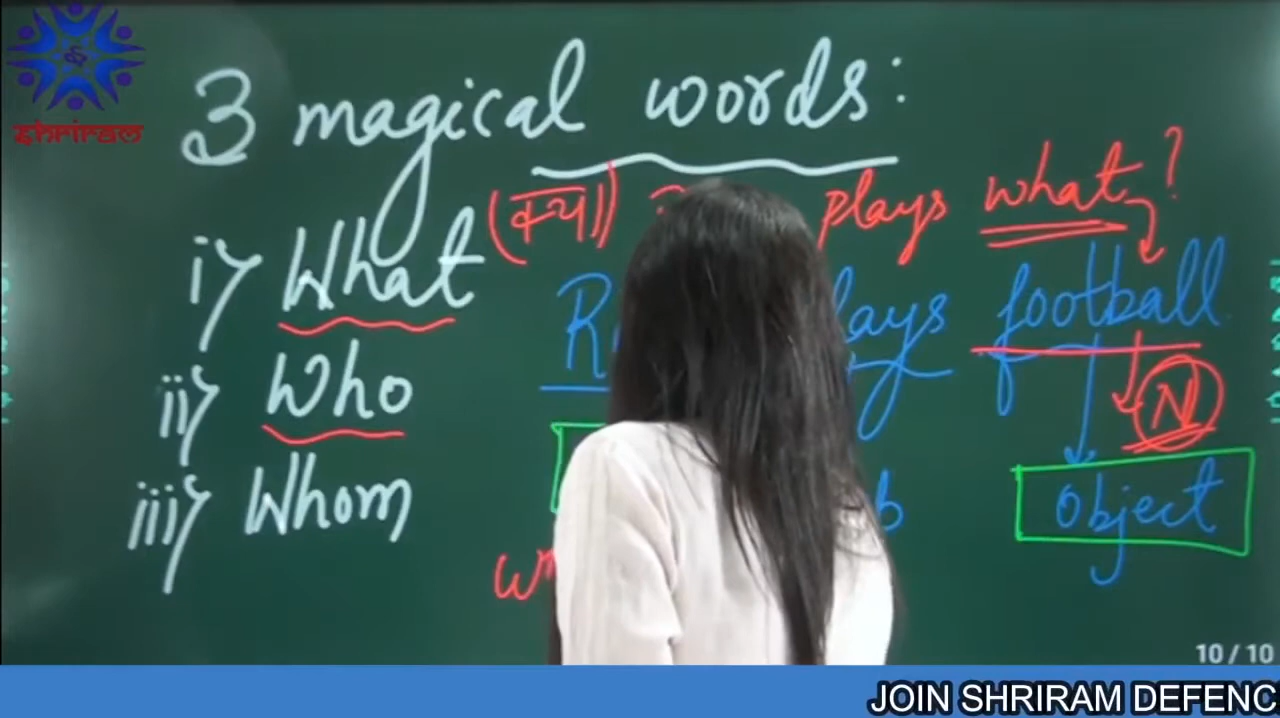 Shriram
3 magical words:
(क्या) plays what?
i) What
football
ii) Who
N
iii) Whom
Object
10/10
JOIN SHRIRAM DEFENC